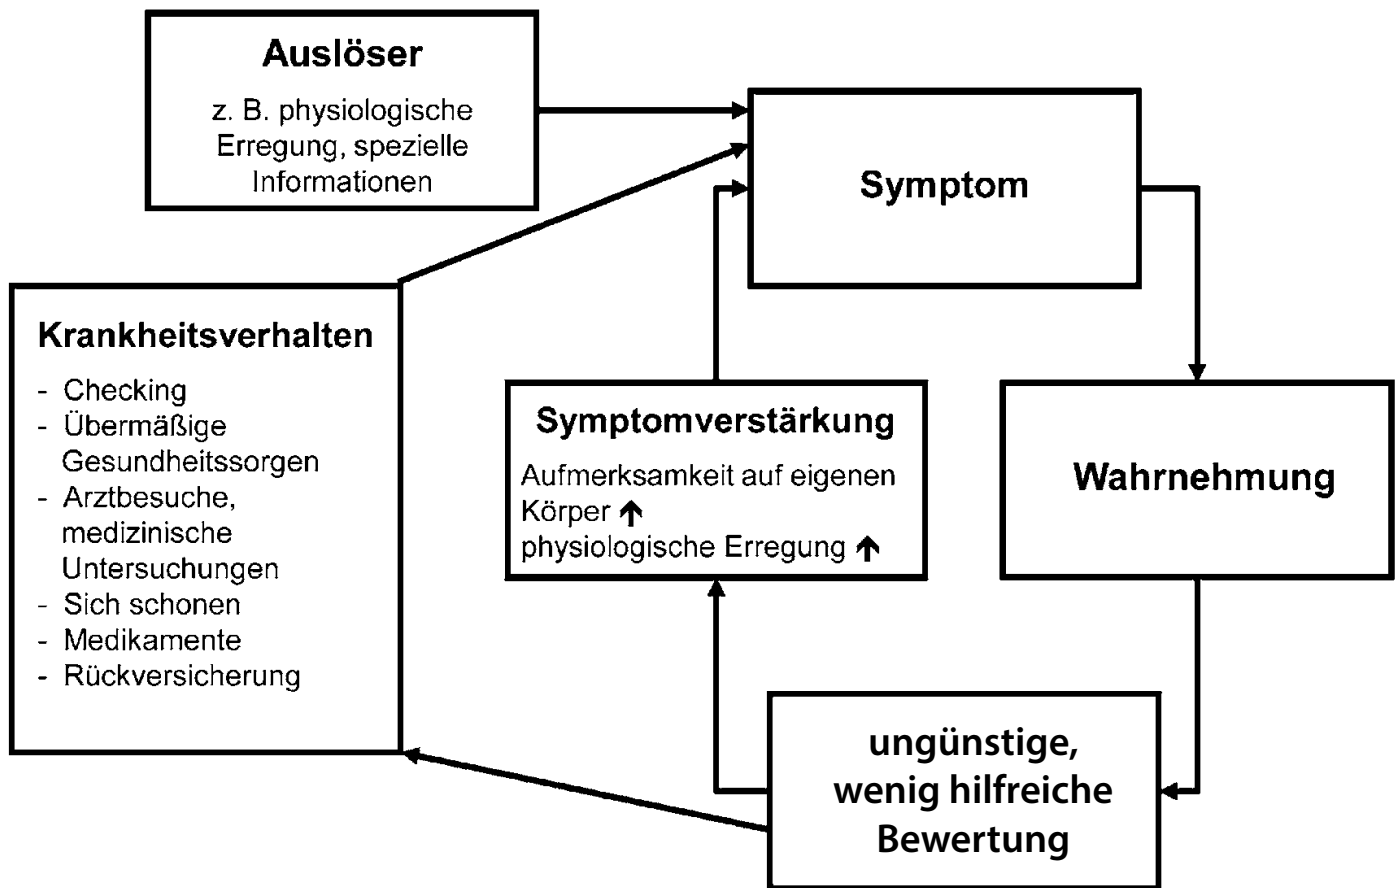 Auslöser
z. B. physiologische
Erregung, spezielle
Informationen
Symptom
Krankheitsverhalten
- Checking
- Übermäßige
Gesundheitssorgen
- Arztbesuche,
medizinische
Untersuchungen
- Sich schonen
- Medikamente
- Rückversicherung
Symptomverstärkung
Aufmerksamkeit auf eigenen
Körper ↑
physiologische Erregung ↑
Wahrnehmung
ungünstige,
wenig hilfreiche
Bewertung